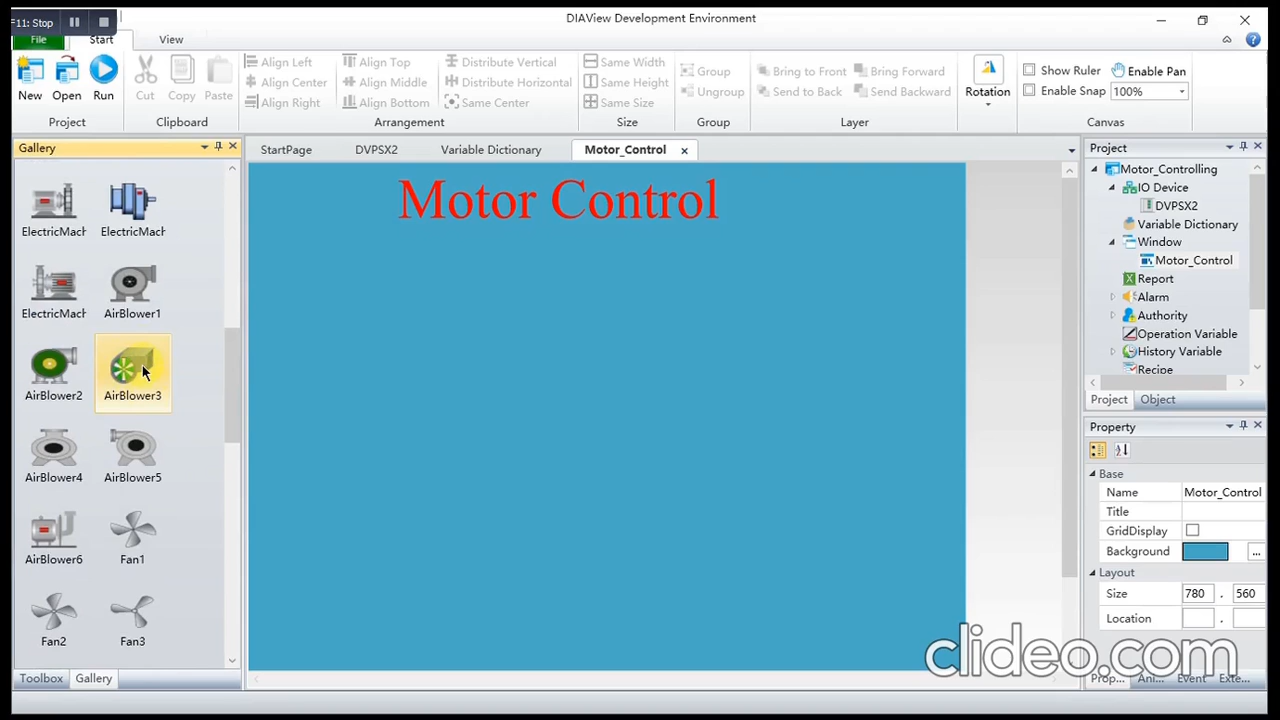 F11: Stop
DIAView Development Environment
File
Start
View
New
Open
Run
Project
Cut
Copy
Paste
Clipboard
Align Left
Align Center
Align Right
Align Top
Align Middle
Align Bottom
Distribute Vertical
Distribute Horizontal
Same Center
Arrangement
Same Width
Same Height
Same Size
Size
Group
Ungroup
Group
Bring to Front
Send to Back
Bring Forward
Send Backward
Layer
Rotation
Show Ruler
Enable Snap
Enable Pan
100%
Canvas
Gallery
ElectricMach
ElectricMach
ElectricMach
AirBlower1
AirBlower2
AirBlower3
AirBlower4
AirBlower5
AirBlower6
Fan1
Fan2
Fan3
Toolbox
Gallery
StartPage
DVPSX2
Variable Dictionary
Motor_Control
Motor Control
Project
Motor_Controlling
IO Device
DVPSX2
Variable Dictionary
Window
Motor_Control
Report
Alarm
Authority
Operation Variable
History Variable
Recipe
Project
Object
Property
Base
Name Motor_Control
Title
GridDisplay
Background ...
Layout
Size 780 . 560
Location .
Prop... Ani... Event Exte...
clideo.com